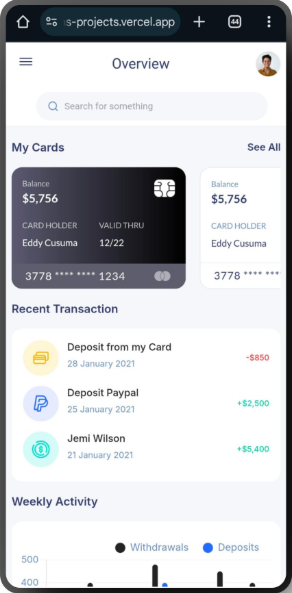 s-projects.vercel.app
44
Overview
Search for something
My Cards
See All
Balance
$5,756
CARD HOLDER
VALID THRU
Eddy Cusuma
12/22
3778 **** **** 1234
Balance
$5,756
CARD HOLDER
Eddy Cusuma
3778 **** ****
Recent Transaction
Deposit from my Card
28 January 2021
-$850
Deposit Paypal
25 January 2021
+$2,500
Jemi Wilson
21 January 2021
+$5,400
Weekly Activity
Withdrawals
Deposits
500
400